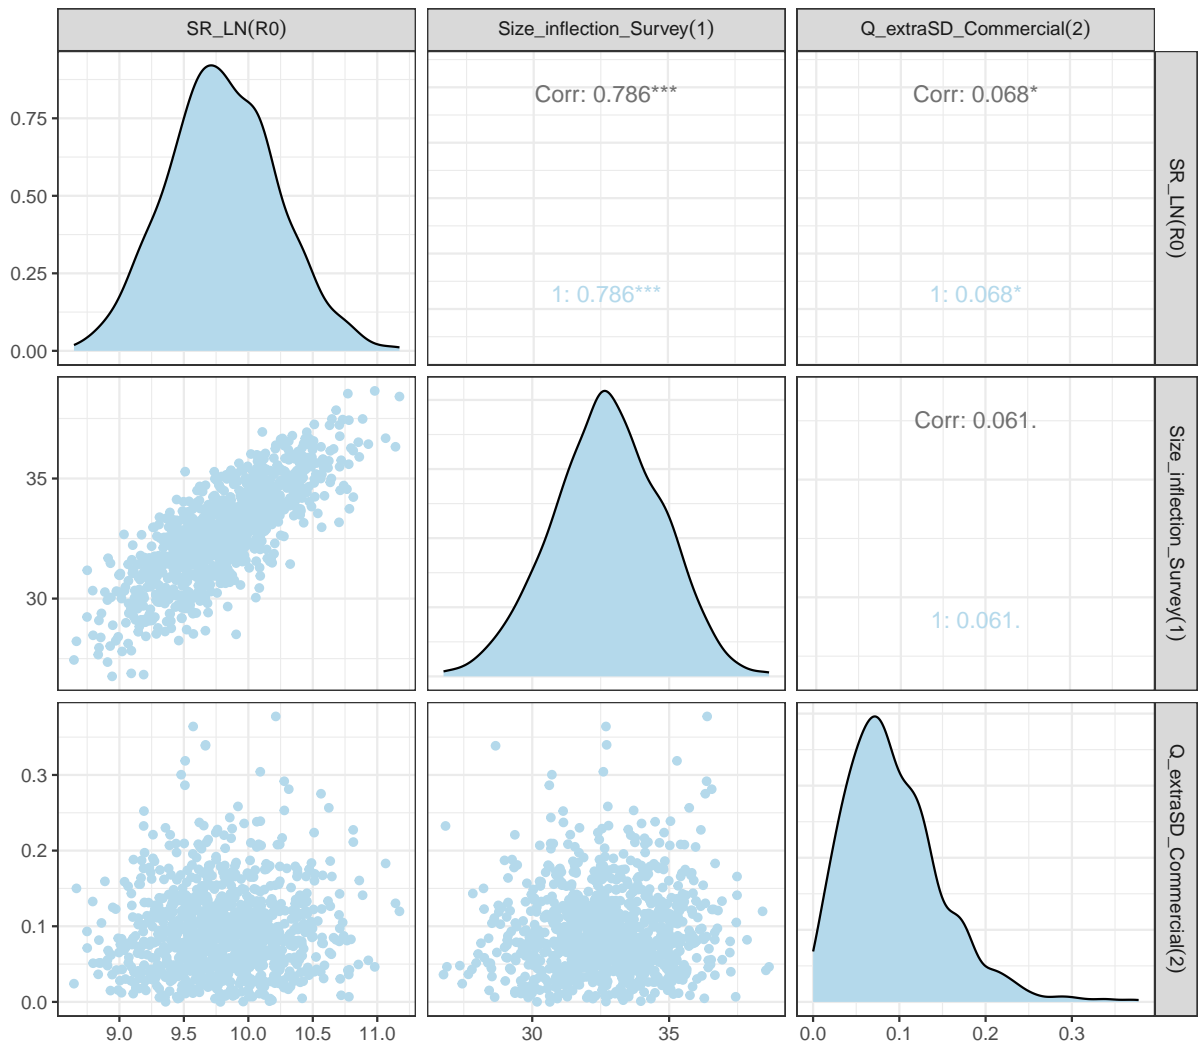 SR_LN(R0)
Size_inflection_Survey(1)
Q_extraSD_Commercial(2)
0.75
0.50
0.25
0.00
Corr: 0.786***
1: 0.786***
Corr: 0.068*
1: 0.068*
SR_LN(R0)
35
30
Corr: 0.061.
1: 0.061.
Size_inflection_Survey(1)
0.3
0.2
0.1
0.0
Q_extraSD_Commercial(2)
9.0 9.5 10.0 10.5 11.0
30 35
0.0 0.1 0.2 0.3